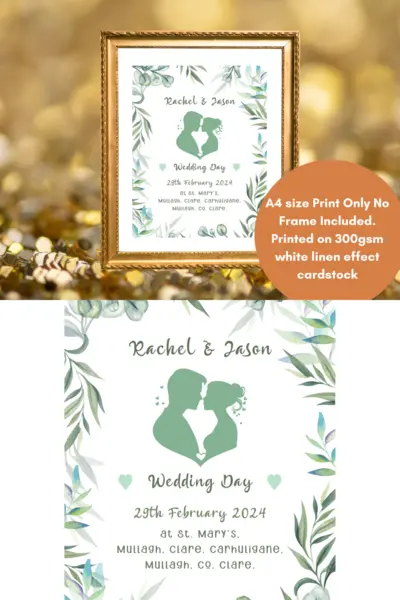 Rachel & Jason
Wedding Day
29th February 2024
at St. Mary's,
Mullagh, Clare, Carhuligane,
Mullagh, Co. Clare.
A4 size Print Only No
Frame Included.
Printed on 300gsm
white linen effect
cardstock
Rachel & Jason
Wedding Day
29th February 2024
at St. Mary's,
Mullagh, Clare, Carhuligane,
Mullagh, Co. Clare.